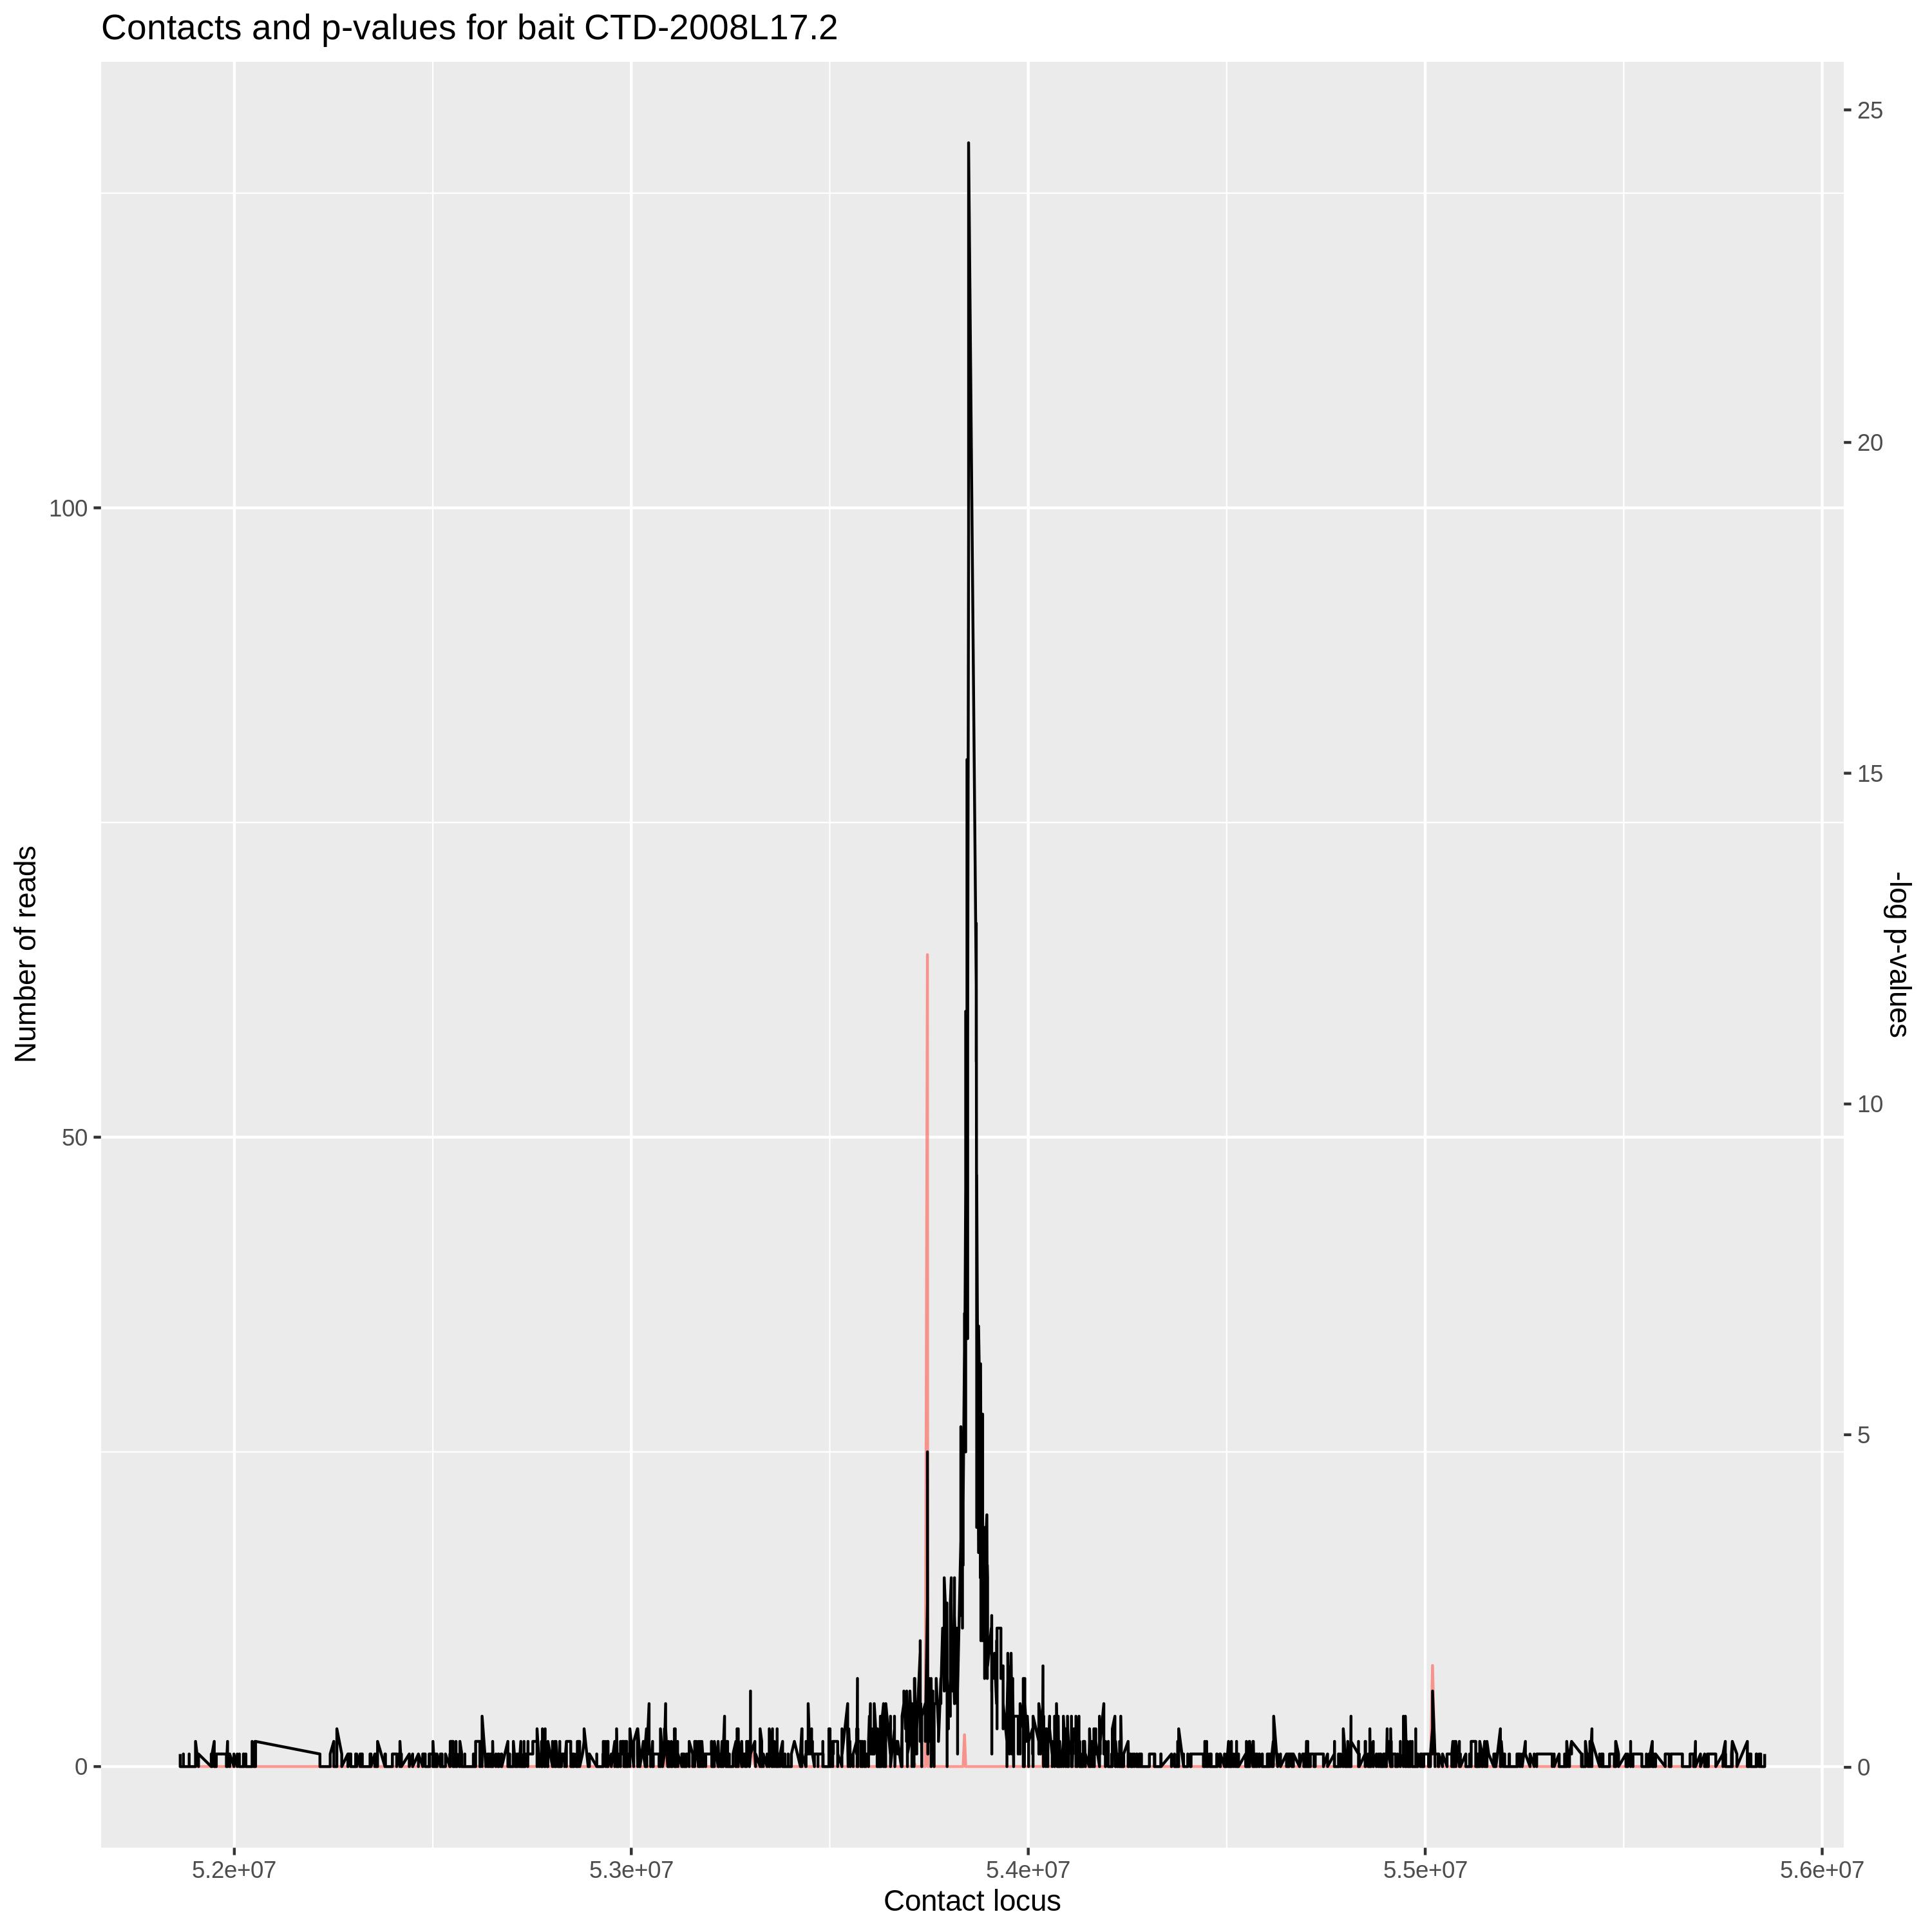 Contacts and p-values for bait CTD-2008L17.2
Number of reads
100
50
0
25
20
15
10
5
0
-log p-values
5.2e+07
5.3e+07
5.4e+07
5.5e+07
5.6e+07
Contact locus